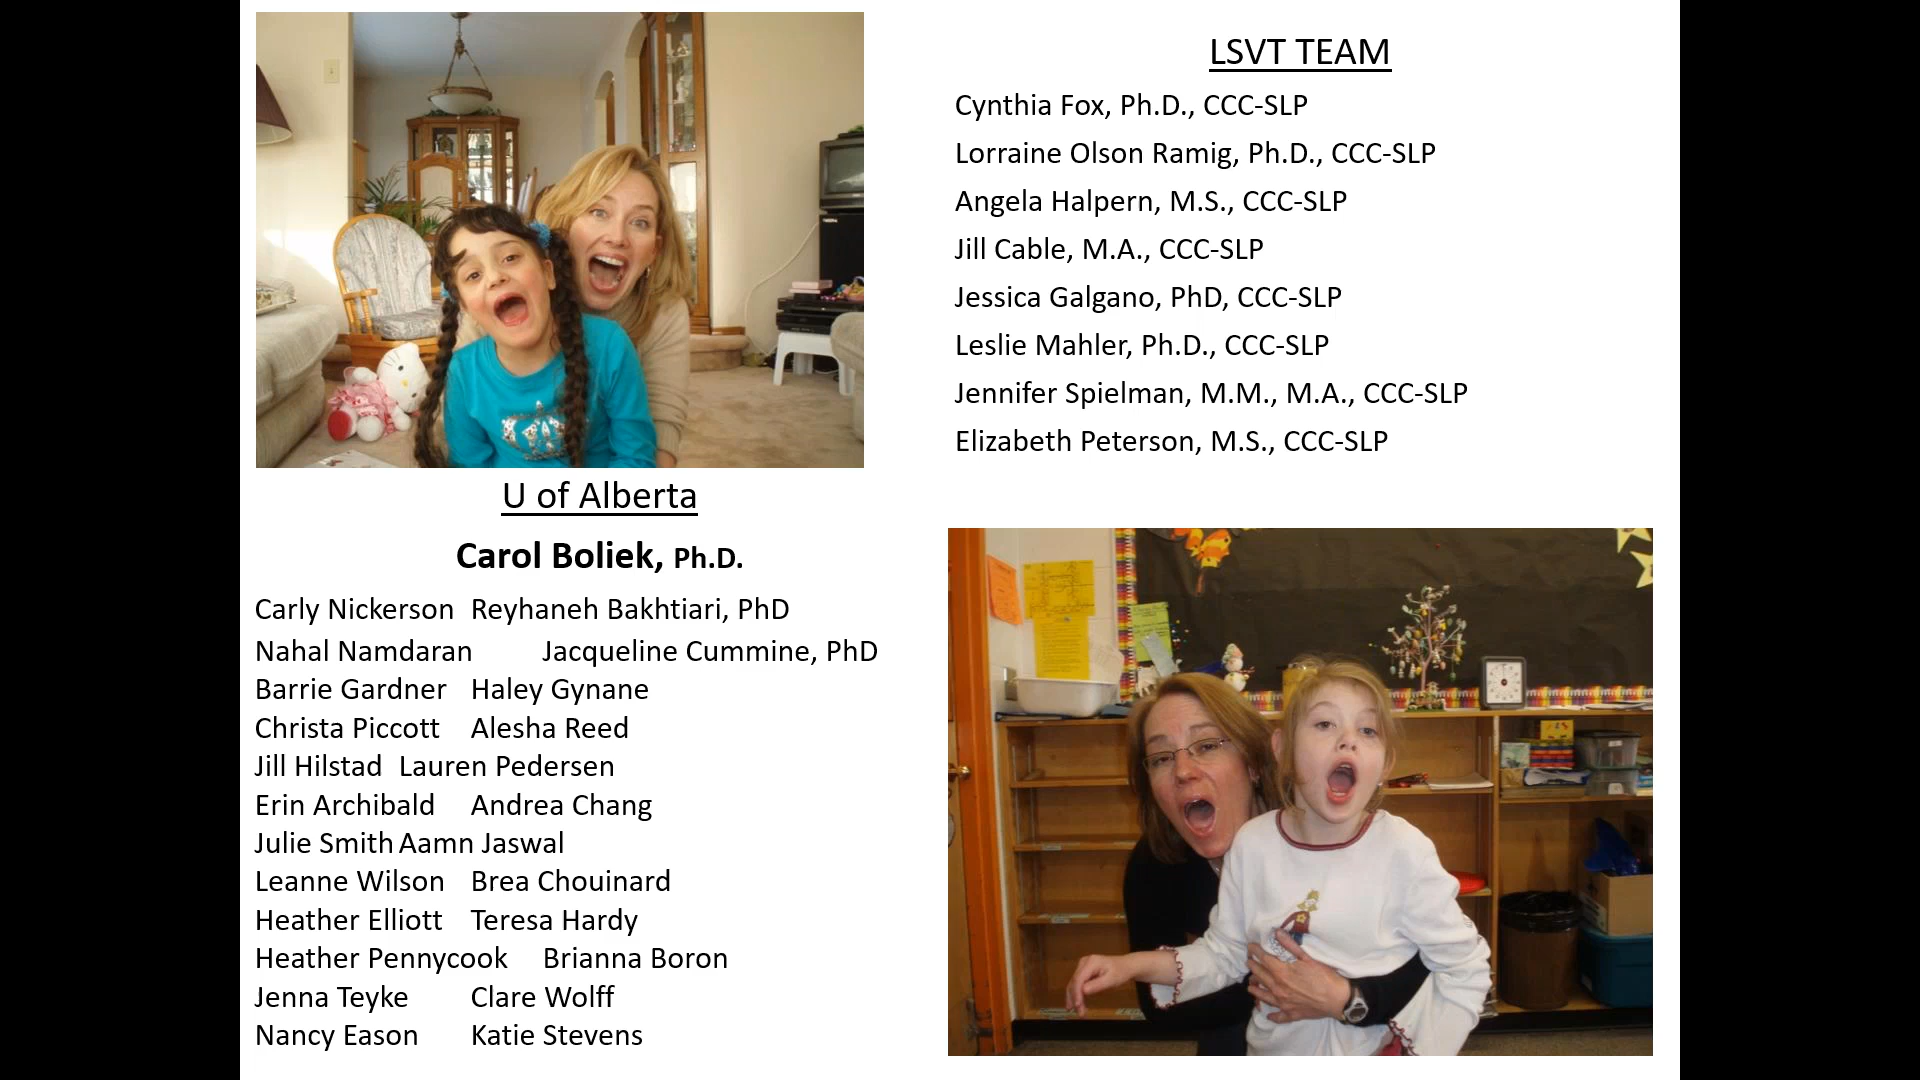 LSVT TEAM
Cynthia Fox, Ph.D., CCC-SLP
Lorraine Olson Ramig, Ph.D., CCC-SLP
Angela Halpern, M.S., CCC-SLP
Jill Cable, M.A., CCC-SLP
Jessica Galgano, PhD, CCC-SLP
Leslie Mahler, Ph.D., CCC-SLP
Jennifer Spielman, M.M., M.A., CCC-SLP
Elizabeth Peterson, M.S., CCC-SLP
U of Alberta
Carol Boliek, Ph.D.
Carly Nickerson Reyhaneh Bakhtiari, PhD
Nahal Namdaran Jacqueline Cummine, PhD
Barrie Gardner Haley Gynane
Christa Piccott Alesha Reed
Jill Hilstad Lauren Pedersen
Erin Archibald Andrea Chang
Julie Smith Aamn Jaswal
Leanne Wilson Brea Chouinard
Heather Elliott Teresa Hardy
Heather Pennycook Brianna Boron
Jenna Teyke Clare Wolff
Nancy Eason Katie Stevens